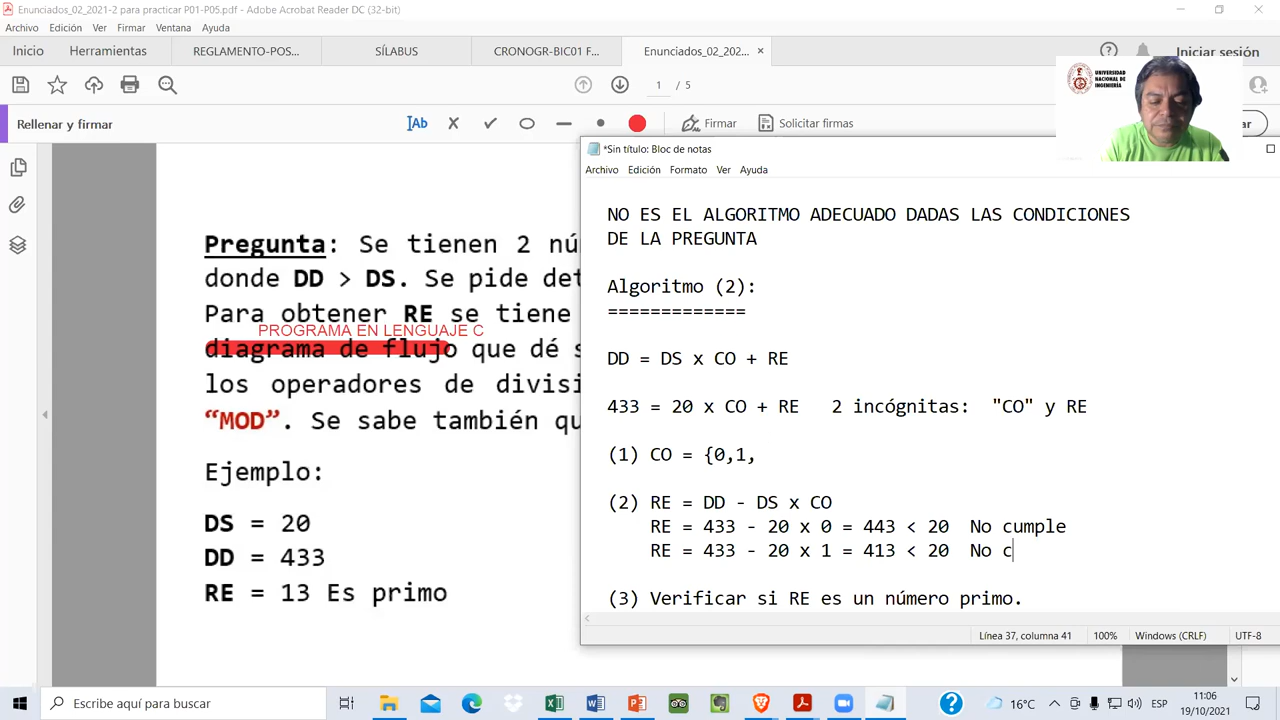 Enunciados_02_2021-2 para practicar P01-P05.pdf - Adobe Acrobat Reader DC (32-bit)
Archivo Edición Ver Firmar Ventana Ayuda
Inicio Herramientas REGLAMENTO-POS... SÍLABUS CRONOGR-BIC01 F... Enunciados_02_202... × Iniciar sesión
1 / 5
UNIVERSIDAD NACIONAL DE INGENIERÍA
Rellenar y firmar Ab Firmar Solicitar firmas ar
*Sin título: Bloc de notas
Archivo Edición Formato Ver Ayuda
Pregunta: Se tienen 2 nú
donde DD > DS. Se pide det
Para obtener RE se tiene
PROGRAMA EN LENGUAJE C
diagrama de flujo que dé s
los operadores de divisi
“MOD”. Se sabe también qu
Ejemplo:
DS = 20
DD = 433
RE = 13 Es primo
NO ES EL ALGORITMO ADECUADO DADAS LAS CONDICIONES
DE LA PREGUNTA
Algoritmo (2):
=============
DD = DS x CO + RE
433 = 20 x CO + RE 2 incógnitas: "CO" y RE
(1) CO = {0,1,
(2) RE = DD - DS x CO
RE = 433 - 20 x 0 = 443 < 20 No cumple
RE = 433 - 20 x 1 = 413 < 20 No c
(3) Verificar si RE es un número primo.
Línea 37, columna 41 100% Windows (CRLF) UTF-8
Escribe aquí para buscar 16°C ESP 11:06
19/10/2021